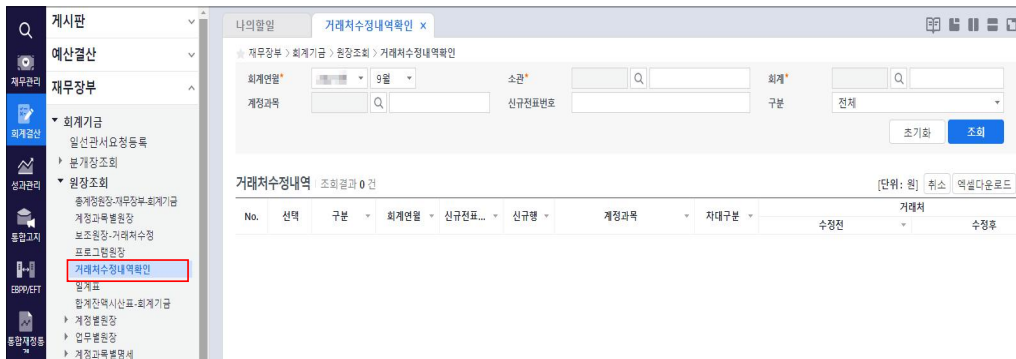 게시판
예산결산
재무장부
재무관리
회계결산
성과관리
통합고지
EBPP/EFT
통합재정통
계
▼ 회계기금
일선관서요청등록
▶ 분개장조회
▼ 원장조회
총계정원장-재무장부-회계기금
계정과목별원장
보조원장-거래처수정
프로그램원장
거래처수정내역확인
일계표
합계잔액시산표-회계기금
▶ 계정별원장
▶ 업무별원장
▶ 계정과목별명세
나의할일 거래처수정내역확인 x
★ 재무장부 > 회계기금 > 원장조회 > 거래처수정내역확인
회계연월* 9월 소관* 회계*
계정과목 신규전표번호 구분 전체
초기화 조회
거래처수정내역 조회결과 0 건 [단위 : 원] 취소 엑셀다운로드
No. 선택 구분 회계연월 신규전표... 신규행 계정과목 차대구분 거래처
수정전 수정후